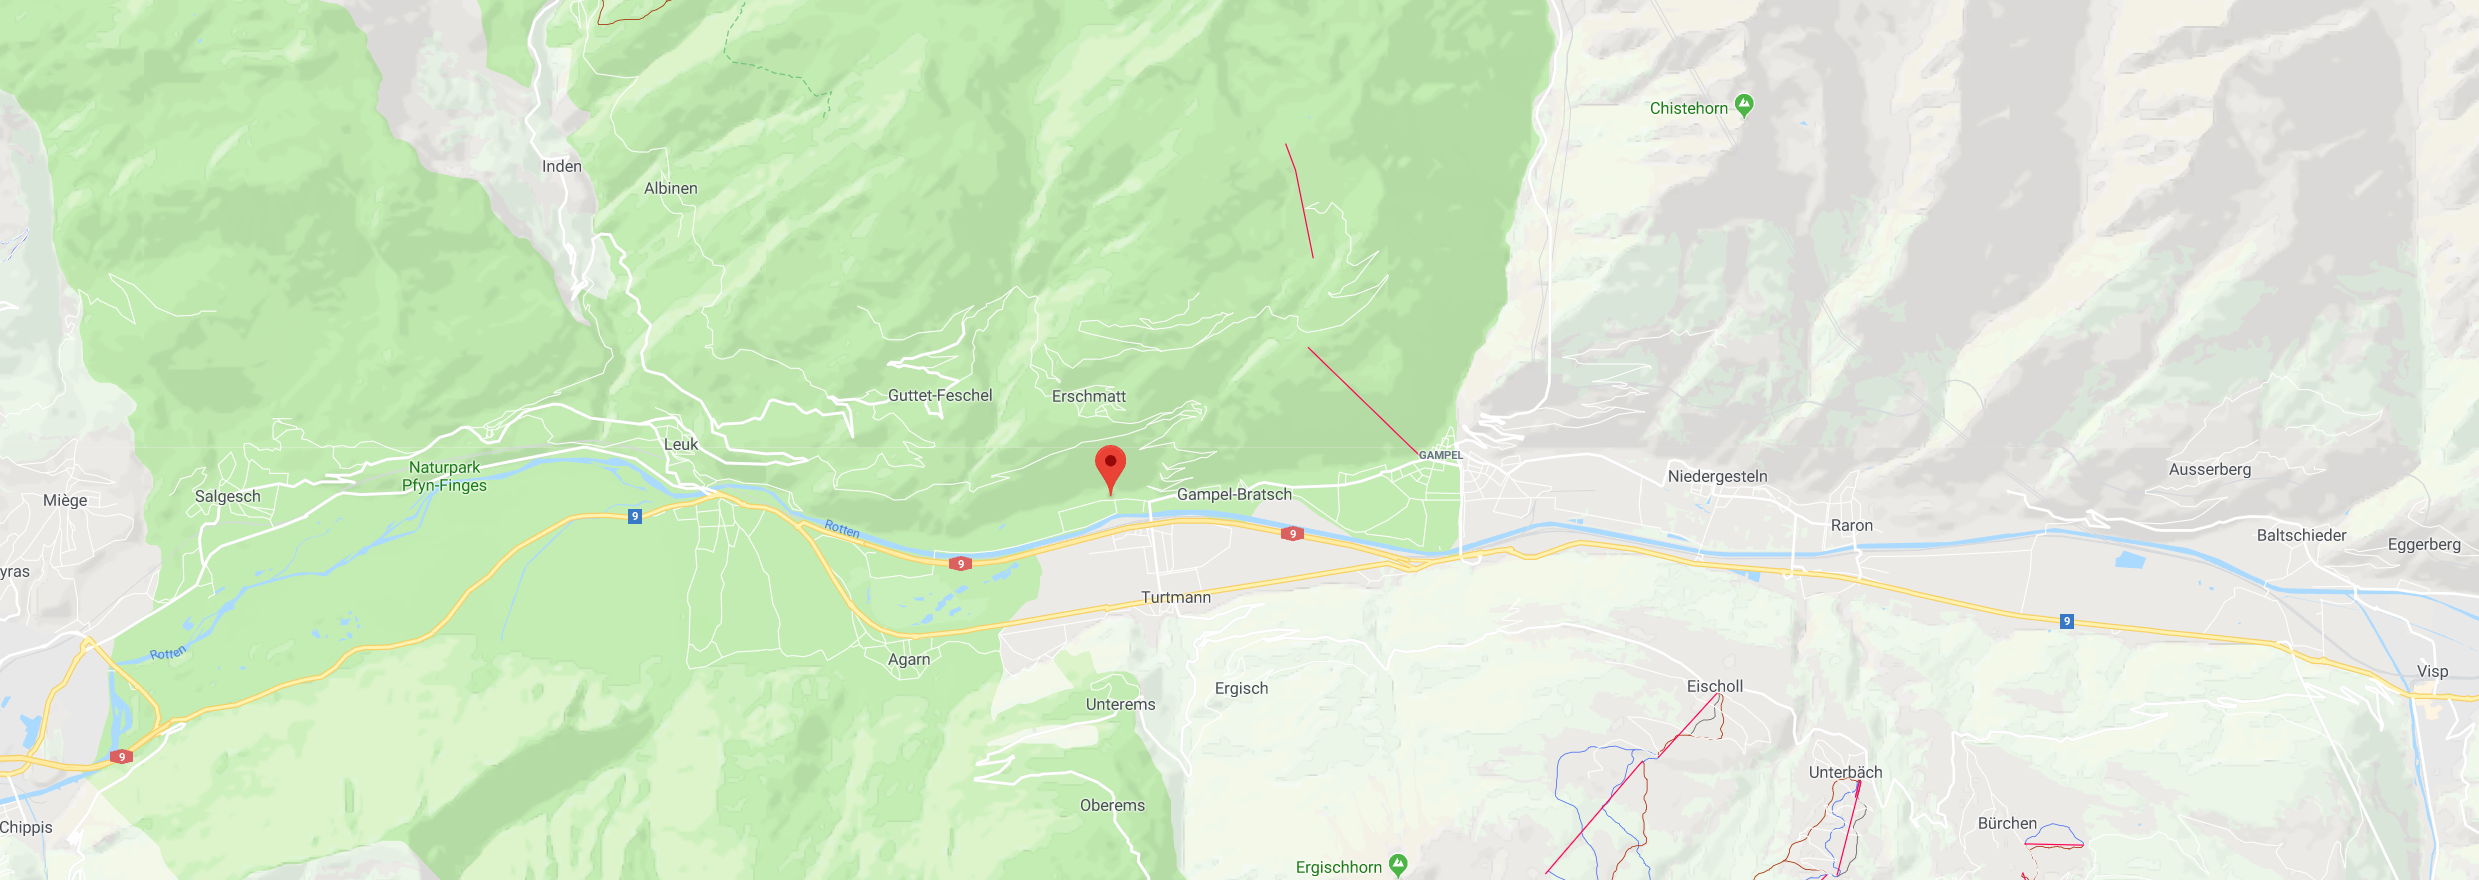 Chistehorn
Inden
Albinen
Guttet-Feschel
Erschmatt
Leuk
GAMPEL
Naturpark
Pfyn-Finges
Salgesch
Miège
Gampel-Bratsch
Niedergesteln
Ausserberg
9
Rotten
9
9
Raron
Baltschieder
Eggerberg
yras
Turtmann
9
Rotten
Agarn
Visp
Ergisch
Eischoll
Unterems
9
Unterbäch
Oberems
Chippis
Bürchen
Ergischhorn